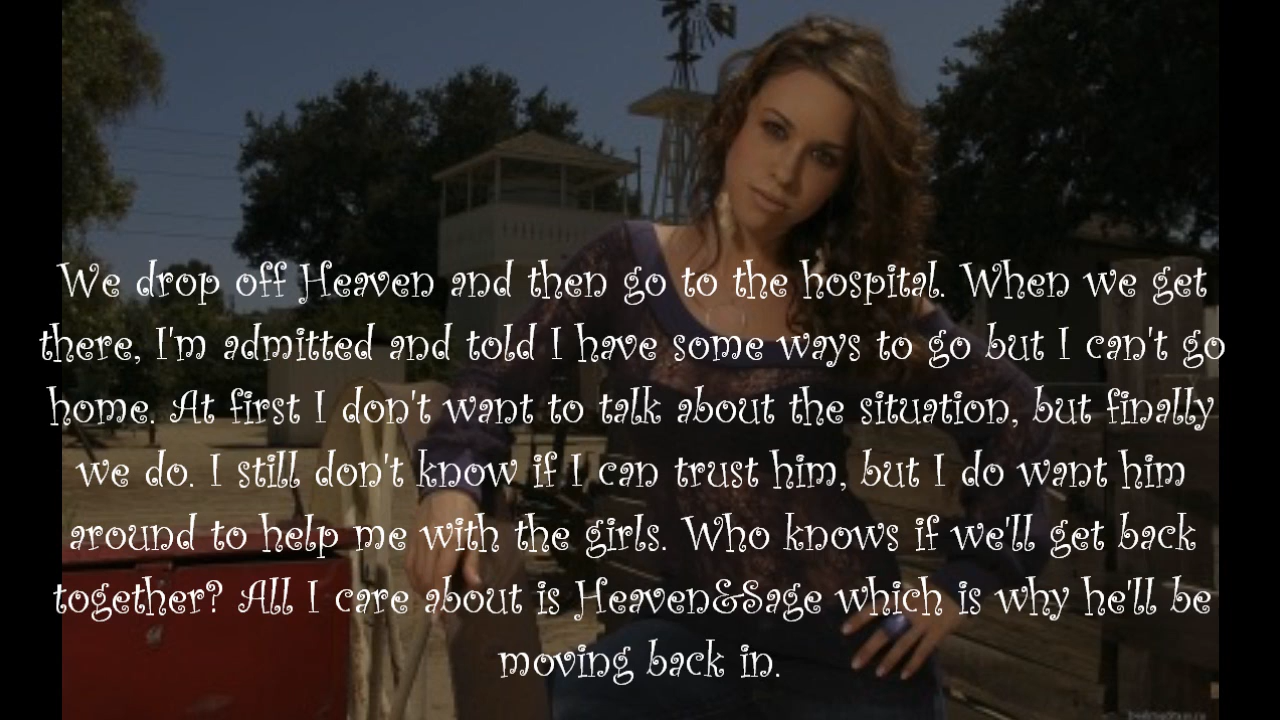 We drop off Heaven and then go to the hospital. When we get
there, I'm admitted and told I have some ways to go but I can't go
home. At first I don't want to talk about the situation, but finally
we do. I still don't know if I can trust him, but I do want him
around to help me with the girls. Who knows if we'll get back
together? All I care about is Heaven&Sage which is why he'll be
moving back in.